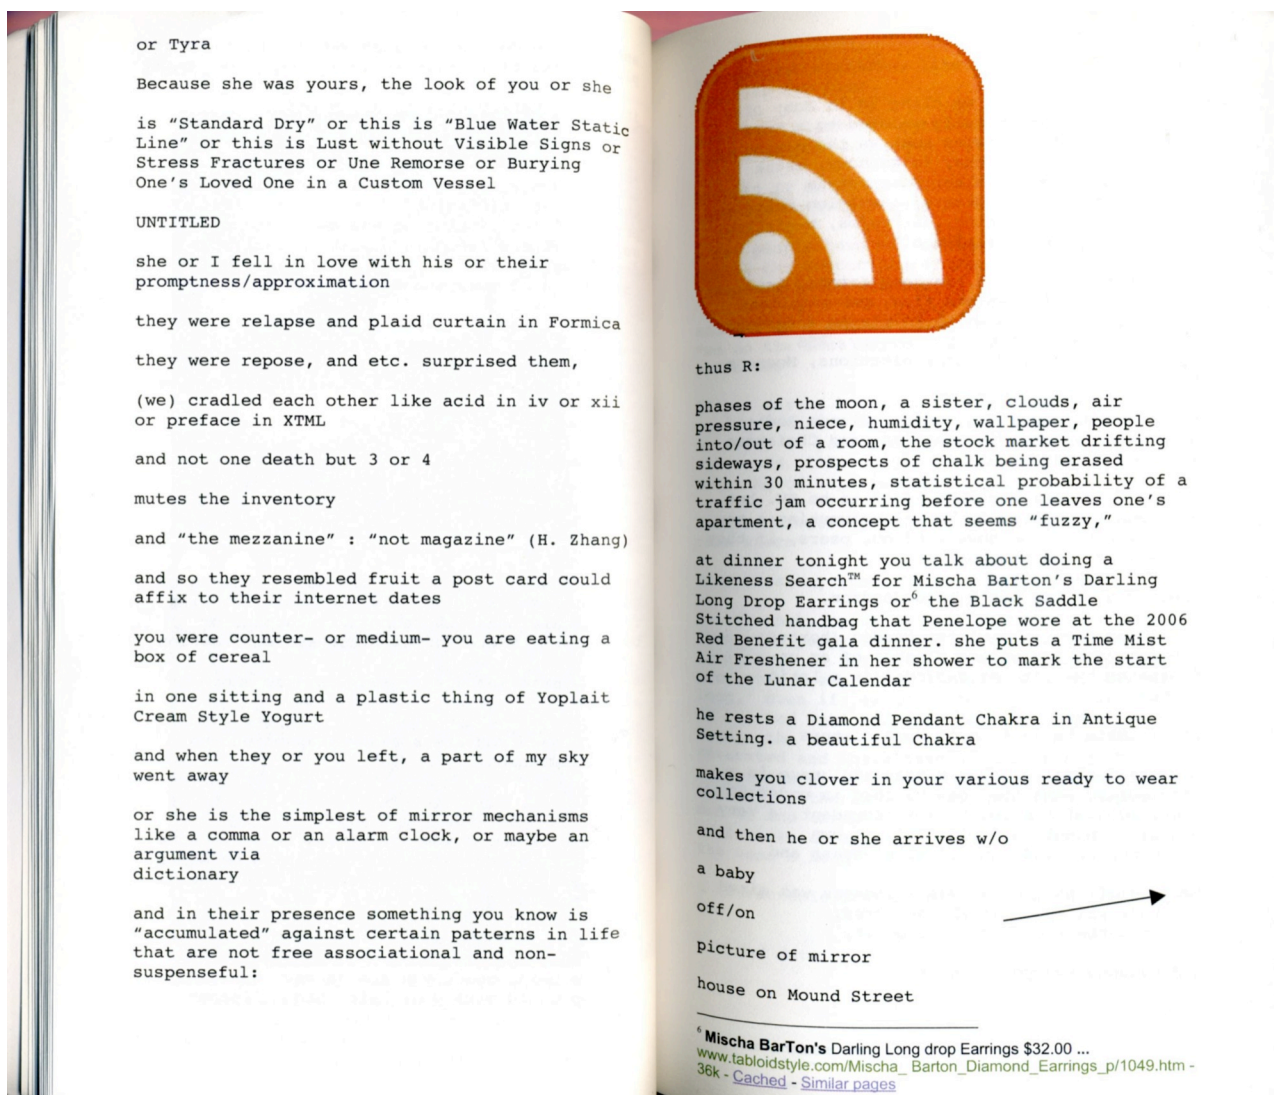 or Tyra
Because she was yours, the look of you or she
is “Standard Dry” or this is “Blue Water Static
Line” or this is Lust without Visible Signs or
Stress Fractures or Une Remorse or Burying
One's Loved One in a Custom Vessel
UNTITLED
she or I fell in love with his or their
promptness/approximation
they were relapse and plaid curtain in Formica
they were repose, and etc. surprised them,
(we) cradled each other like acid in iv or xii
or preface in XTML
and not one death but 3 or 4
mutes the inventory
and “the mezzanine” : “not magazine” (H. Zhang)
and so they resembled fruit a post card could
affix to their internet dates
you were counter- or medium- you are eating a
box of cereal
in one sitting and a plastic thing of Yoplait
Cream Style Yogurt
and when they or you left, a part of my sky
went away
or she is the simplest of mirror mechanisms
like a comma or an alarm clock, or maybe an
argument via
dictionary
and in their presence something you know is
“accumulated” against certain patterns in life
that are not free associational and non-
suspenseful:
thus R:
phases of the moon, a sister, clouds, air
pressure, niece, humidity, wallpaper, people
into/out of a room, the stock market drifting
sideways, prospects of chalk being erased
within 30 minutes, statistical probability of a
traffic jam occurring before one leaves one's
apartment, a concept that seems “fuzzy,”
at dinner tonight you talk about doing a
Likeness Search™ for Mischa Barton's Darling
Long Drop Earrings or⁶ the Black Saddle
Stitched handbag that Penelope wore at the 2006
Red Benefit gala dinner. she puts a Time Mist
Air Freshener in her shower to mark the start
of the Lunar Calendar
he rests a Diamond Pendant Chakra in Antique
Setting. a beautiful Chakra
makes you clover in your various ready to wear
collections
and then he or she arrives w/o
a baby
off/on
picture of mirror
house on Mound Street
⁶ Mischa BarTon's Darling Long drop Earrings $32.00 ...
www.tabloidstyle.com/Mischa_ Barton_Diamond_Earrings_p/1049.htm -
36k - Cached - Similar pages